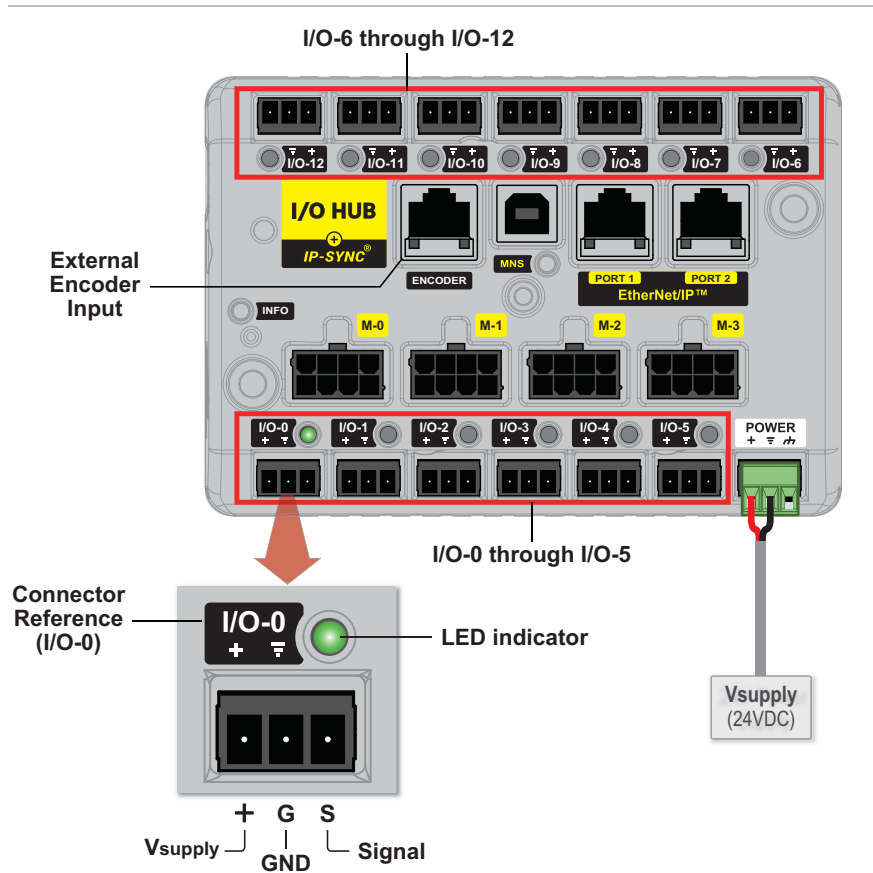 I/O-6 through I/O-12
I/O-12
I/O-11
I/O-10
I/O-9
I/O-8
I/O-7
I/O-6
I/O HUB
IP-SYNC®
ENCODER
MNS
PORT 1
PORT 2
EtherNet/IP™
External
Encoder
Input
INFO
M-0
M-1
M-2
M-3
I/O-0
I/O-1
I/O-2
I/O-3
I/O-4
I/O-5
POWER
I/O-0 through I/O-5
Connector
Reference
(I/O-0)
I/O-0
LED indicator
Vsupply
(24VDC)
+ G S
Vsupply
GND
Signal